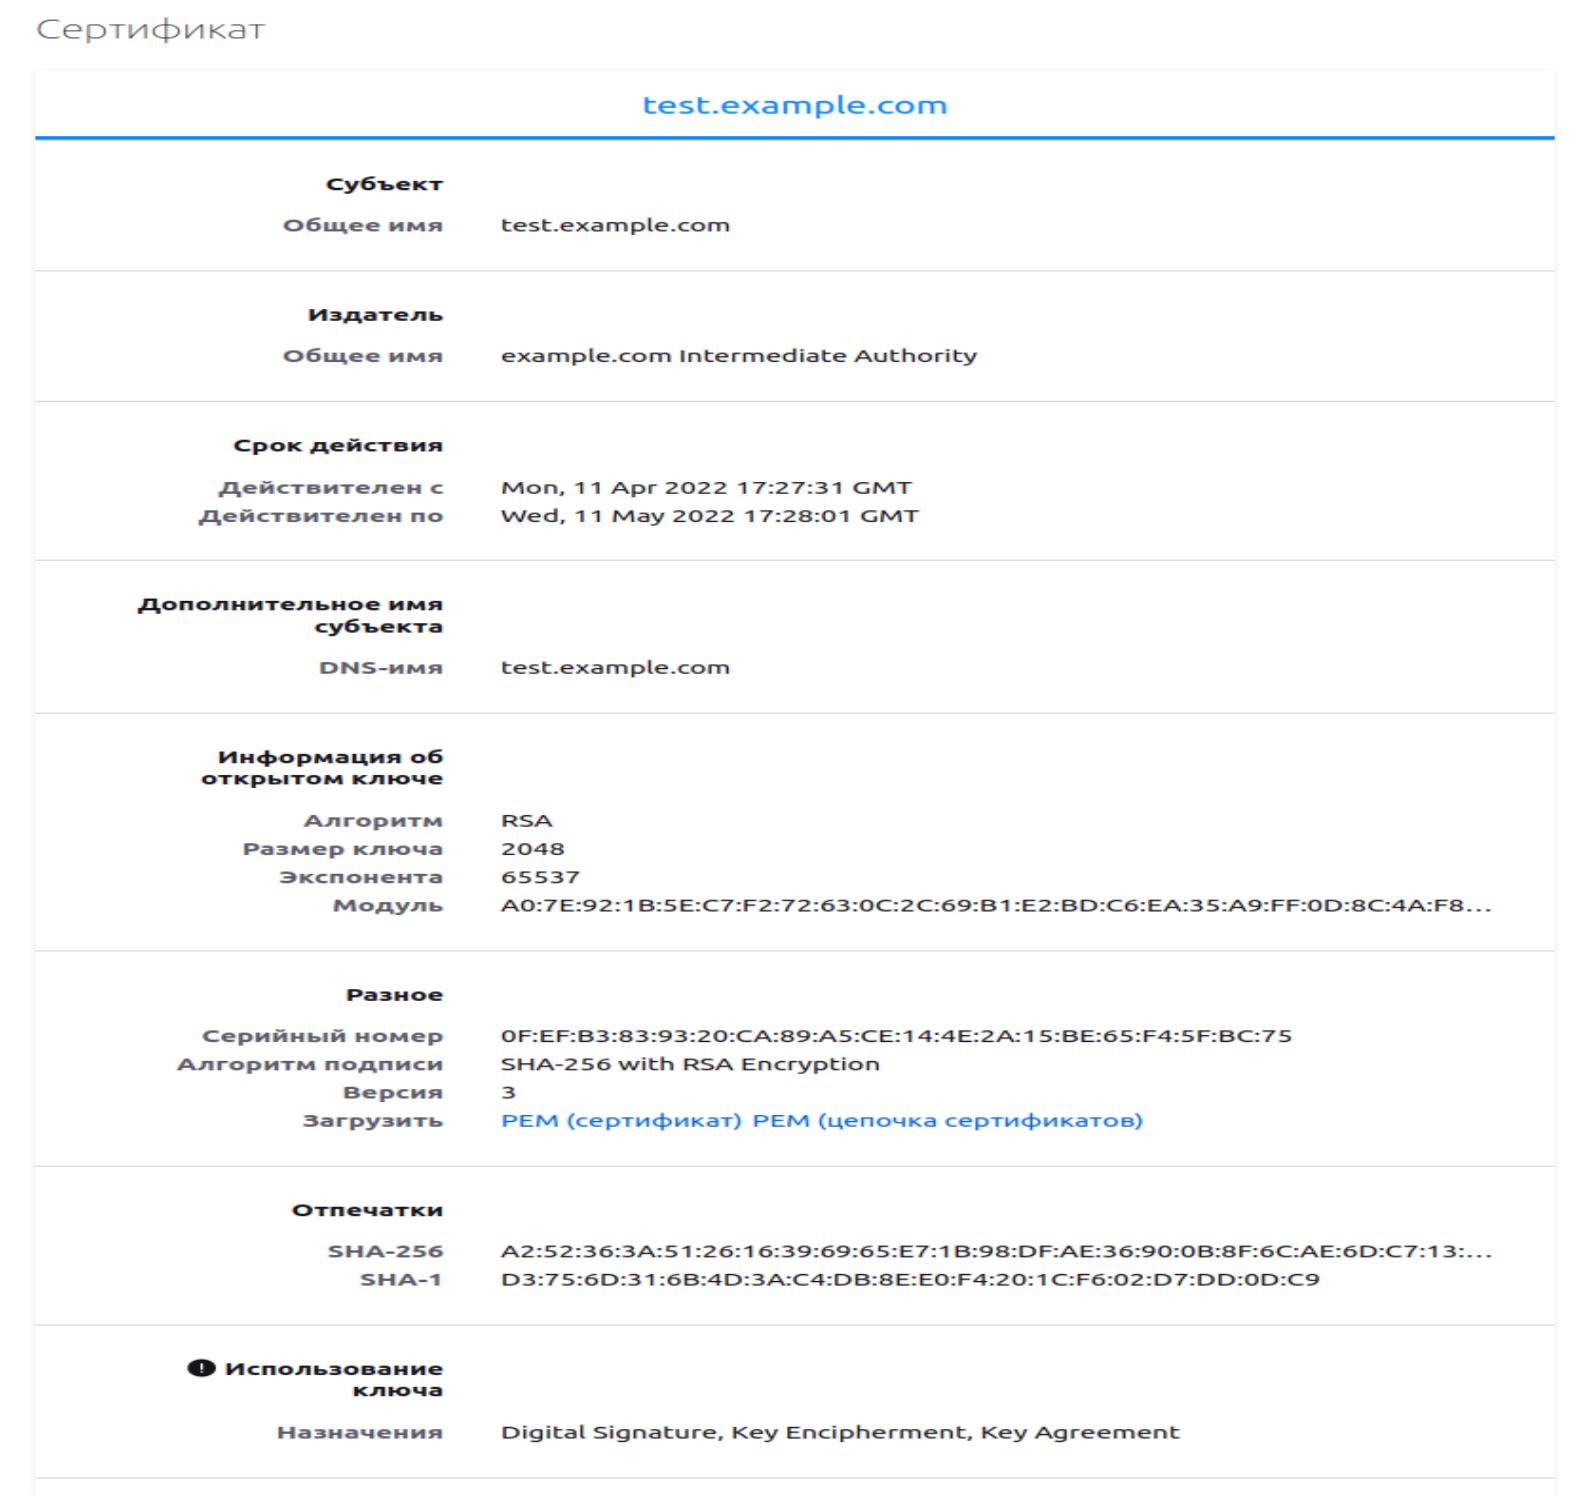 Сертификат
test.example.com
Субъект
Общее имя test.example.com
Издатель
Общее имя example.com Intermediate Authority
Срок действия
Действителен с Mon, 11 Apr 2022 17:27:31 GMT
Действителен по Wed, 11 May 2022 17:28:01 GMT
Дополнительное имя
субъекта
DNS-имя test.example.com
Информация об
открытом ключе
Алгоритм RSA
Размер ключа 2048
Экспонента 65537
Модуль A0:7E:92:1B:5E:C7:F2:72:63:0C:2C:69:B1:E2:BD:C6:EA:35:A9:FF:0D:8C:4A:F8...
Разное
Серийный номер 0F:EF:B3:83:93:20:CA:89:A5:CE:14:4E:2A:15:BE:65:F4:5F:BC:75
Алгоритм подписи SHA-256 with RSA Encryption
Версия 3
Загрузить PEM (сертификат) PEM (цепочка сертификатов)
Отпечатки
SHA-256 A2:52:36:3A:51:26:16:39:69:65:E7:1B:98:DF:AE:36:90:0B:8F:6C:AE:6D:C7:13:...
SHA-1 D3:75:6D:31:6B:4D:3A:C4:DB:8E:E0:F4:20:1C:F6:02:D7:DD:0D:C9
Использование
ключа
Назначения Digital Signature, Key Encipherment, Key Agreement